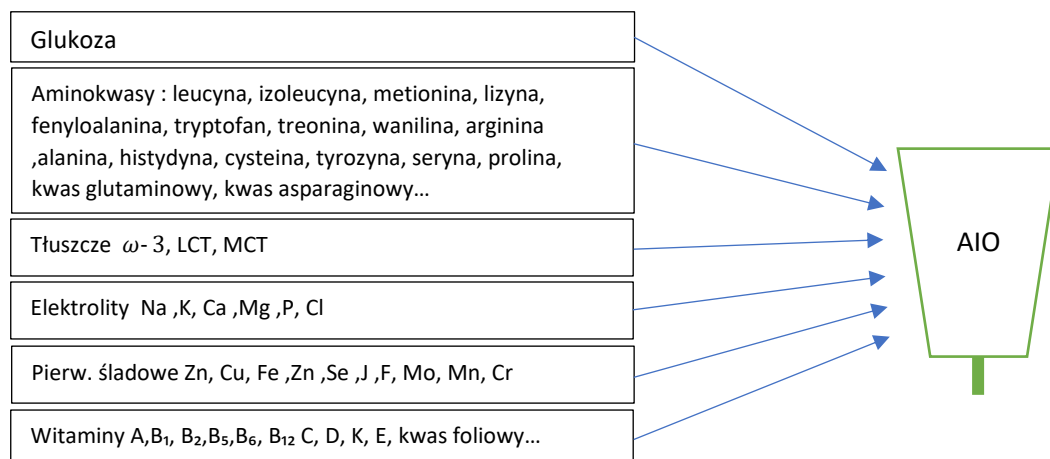 Glukoza
Aminokwasy : leucyna, izoleucyna, metionina, lizyna,
fenyloalanina, tryptofan, treonina, wanilina, arginina
,alanina, histydyna, cysteina, tyrozyna, seryna, prolina,
kwas glutaminowy, kwas asparaginowy...
Tłuszcze ω- 3, LCT, MCT
Elektrolity Na ,K, Ca ,Mg ,P, Cl
Pierw. śladowe Zn, Cu, Fe ,Zn ,Se ,J ,F, Mo, Mn, Cr
Witaminy A,B₁, B₂,B₅,B₆, B₁₂ C, D, K, E, kwas foliowy...
AIO